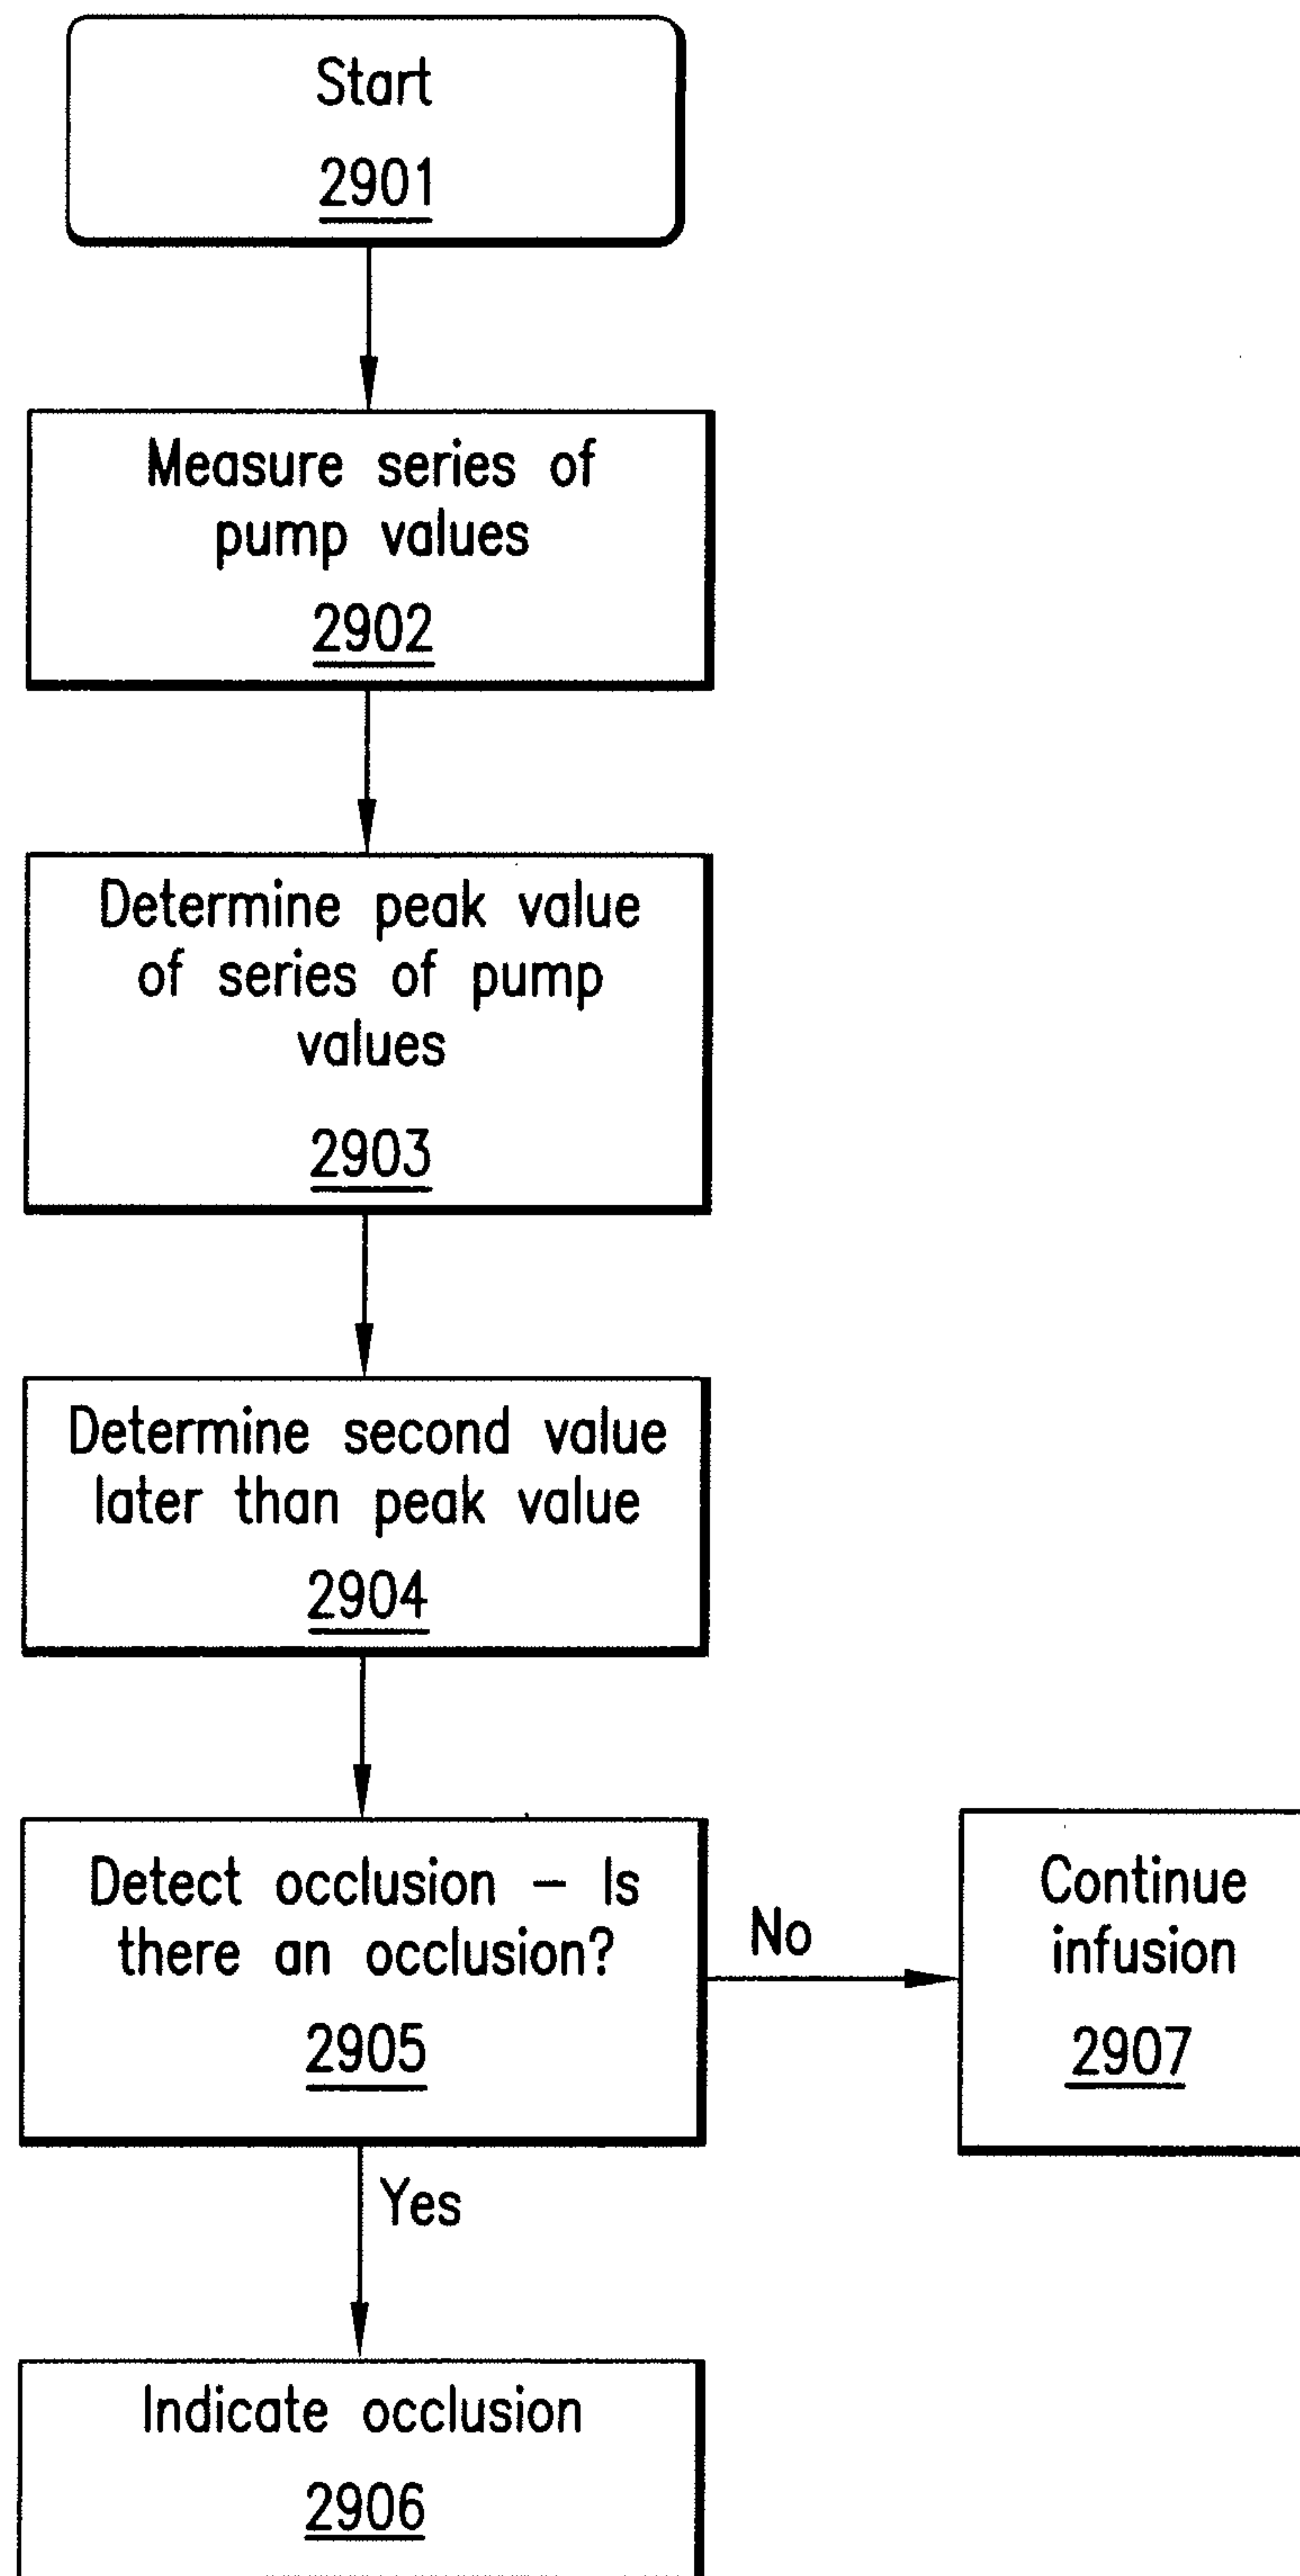 Start
2901
Measure series of
pump values
2902
Determine peak value
of series of pump
values
2903
Determine second value
later than peak value
2904
Detect occlusion – Is
there an occlusion?
2905
No
Continue
infusion
2907
Yes
Indicate occlusion
2906